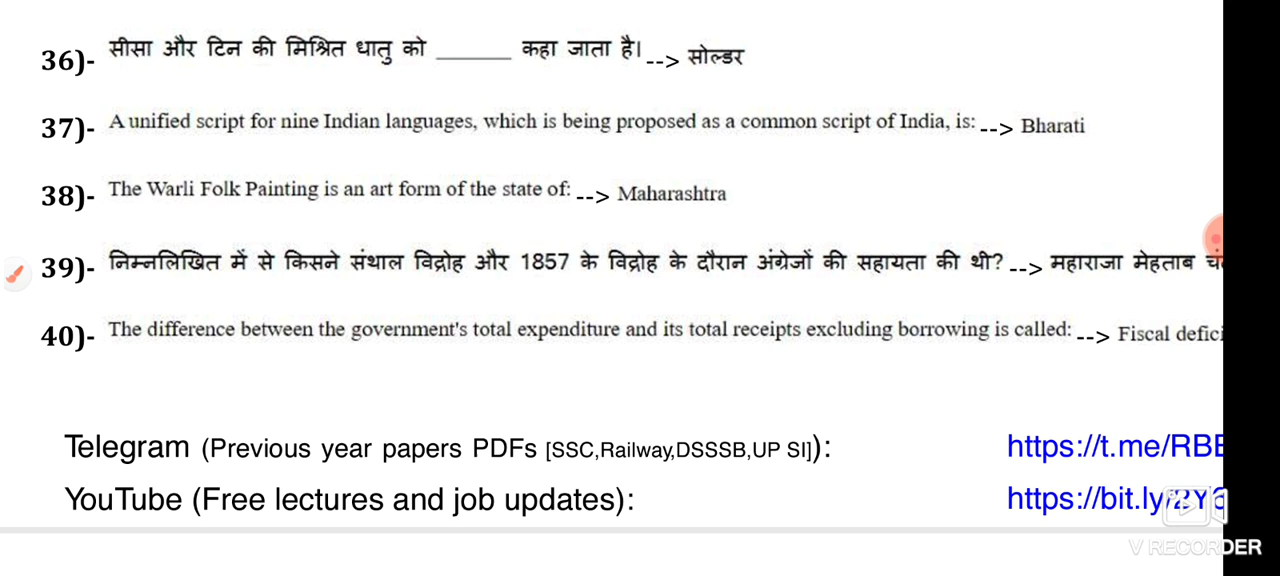 36)- सीसा और टिन की मिश्रित धातु को ______ कहा जाता है। --> सोल्डर
37)- A unified script for nine Indian languages, which is being proposed as a common script of India, is: --> Bharati
38)- The Warli Folk Painting is an art form of the state of: --> Maharashtra
39)- निम्नलिखित में से किसने संथाल विद्रोह और 1857 के विद्रोह के दौरान अंग्रेजों की सहायता की थी? --> महाराजा मेहताब
40)- The difference between the government's total expenditure and its total receipts excluding borrowing is called: --> Fiscal defici
Telegram (Previous year papers PDFs [SSC,Railway,DSSSB,UP SI]): https://t.me/RBE
YouTube (Free lectures and job updates): https://bit.ly/2Y6
V RECORDER